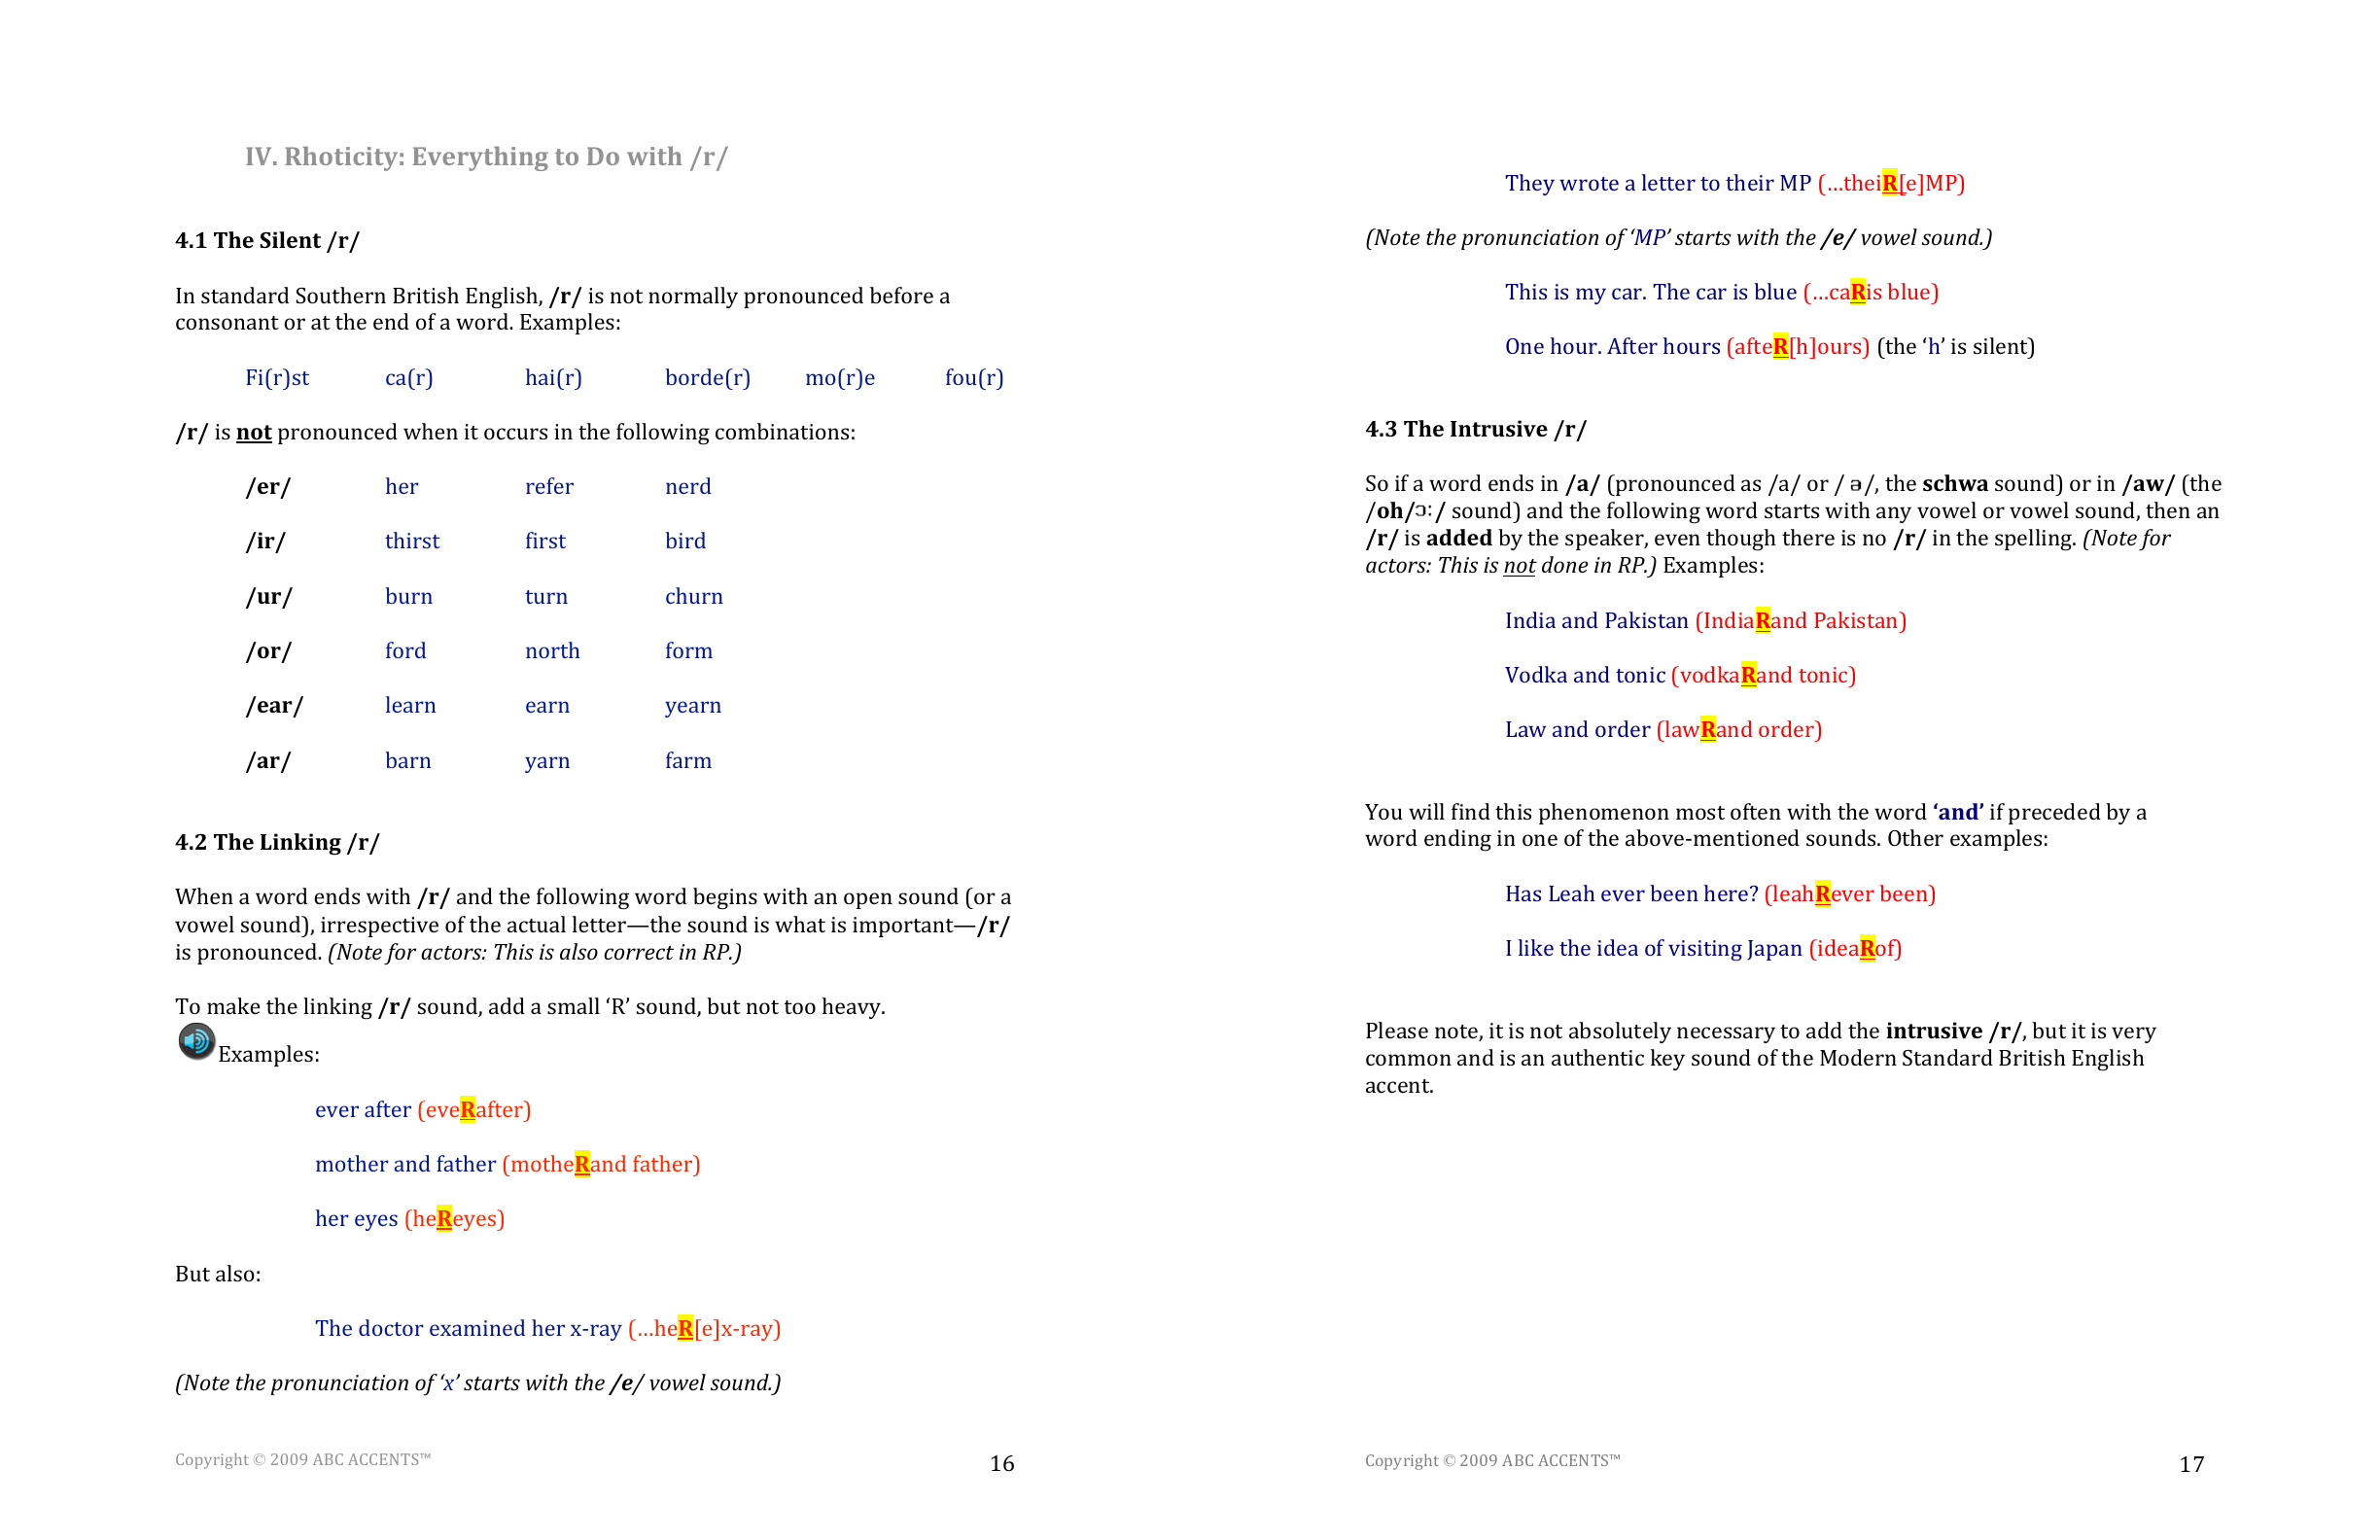 IV. Rhoticity: Everything to Do with /r/
4.1 The Silent /r/
In standard Southern British English, /r/ is not normally pronounced before a
consonant or at the end of a word. Examples:
Fi(r)st ca(r) hai(r) borde(r) mo(r)e fou(r)
/r/ is not pronounced when it occurs in the following combinations:
/er/ her refer nerd
/ir/ thirst first bird
/ur/ burn turn churn
/or/ ford north form
/ear/ learn earn yearn
/ar/ barn yarn farm
4.2 The Linking /r/
When a word ends with /r/ and the following word begins with an open sound (or a
vowel sound), irrespective of the actual letter—the sound is what is important—/r/
is pronounced. (Note for actors: This is also correct in RP.)
To make the linking /r/ sound, add a small ‘R’ sound, but not too heavy.
Examples:
ever after (eveRafter)
mother and father (motheRand father)
her eyes (heReyes)
But also:
The doctor examined her x-ray (…heR[e]x-ray)
(Note the pronunciation of ‘x’ starts with the /e/ vowel sound.)
Copyright © 2009 ABC ACCENTS™ 16
They wrote a letter to their MP (…theiR[e]MP)
(Note the pronunciation of ‘MP’ starts with the /e/ vowel sound.)
This is my car. The car is blue (…caRis blue)
One hour. After hours (afteR[h]ours) (the ‘h’ is silent)
4.3 The Intrusive /r/
So if a word ends in /a/ (pronounced as /a/ or / ə/, the schwa sound) or in /aw/ (the
/oh/ɔː/ sound) and the following word starts with any vowel or vowel sound, then an
/r/ is added by the speaker, even though there is no /r/ in the spelling. (Note for
actors: This is not done in RP.) Examples:
India and Pakistan (IndiaRand Pakistan)
Vodka and tonic (vodkaRand tonic)
Law and order (lawRand order)
You will find this phenomenon most often with the word ‘and’ if preceded by a
word ending in one of the above-mentioned sounds. Other examples:
Has Leah ever been here? (leahRever been)
I like the idea of visiting Japan (ideaRof)
Please note, it is not absolutely necessary to add the intrusive /r/, but it is very
common and is an authentic key sound of the Modern Standard British English
accent.
Copyright © 2009 ABC ACCENTS™ 17